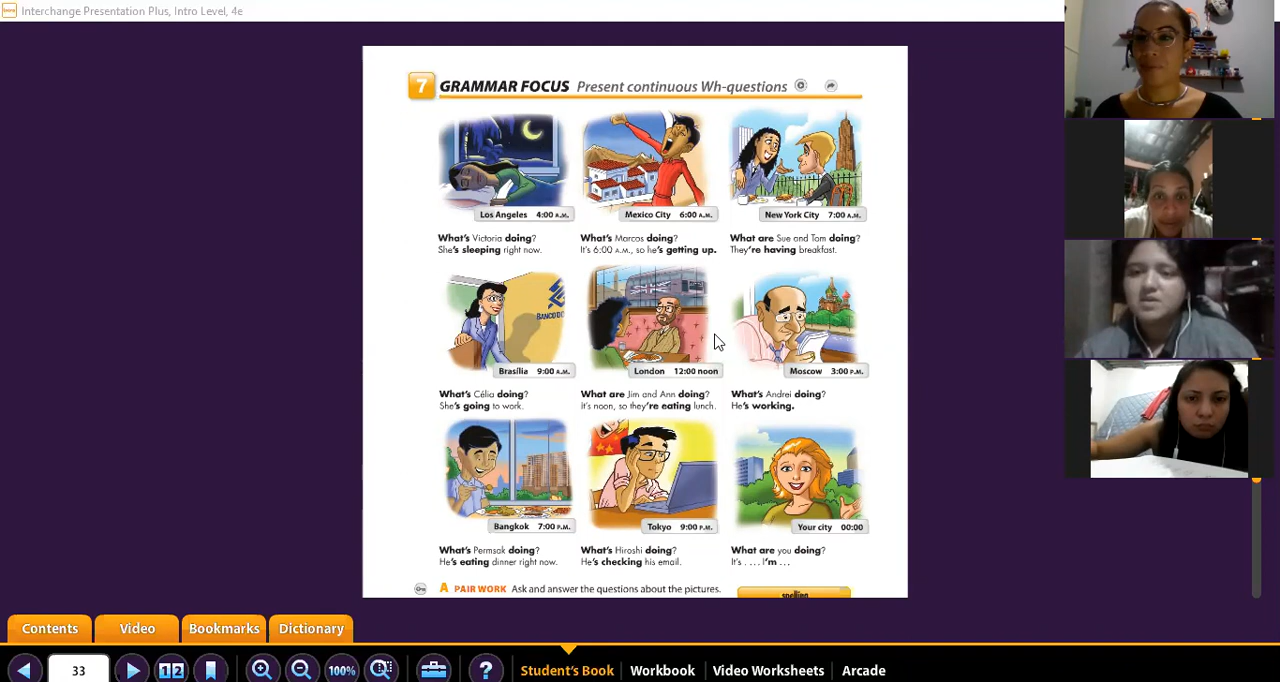 Interchange Presentation Plus, Intro Level, 4e
7 GRAMMAR FOCUS Present continuous Wh-questions
Los Angeles 4:00 A.M.
Mexico City 6:00 A.M.
New York City 7:00 A.M.
What's Victoria doing?
She's sleeping right now.
What's Marcos doing?
It's 6:00 A.M., so he's getting up.
What are Sue and Tom doing?
They're having breakfast.
BANCO DO
Brasília 9:00 A.M.
London 12:00 noon
Moscow 3:00 P.M.
What's Célia doing?
She's going to work.
What are Jim and Ann doing?
It's noon, so they're eating lunch.
What's Andrei doing?
He's working.
Bangkok 7:00 P.M.
Tokyo 9:00 P.M.
Your city 00:00
What's Permsak doing?
He's eating dinner right now.
What's Hiroshi doing?
He's checking his email.
What are you doing?
It's . . . . I'm . . .
A PAIR WORK Ask and answer the questions about the pictures.
spelling
Contents Video Bookmarks Dictionary
33 1 2 100% ? Student's Book Workbook Video Worksheets Arcade